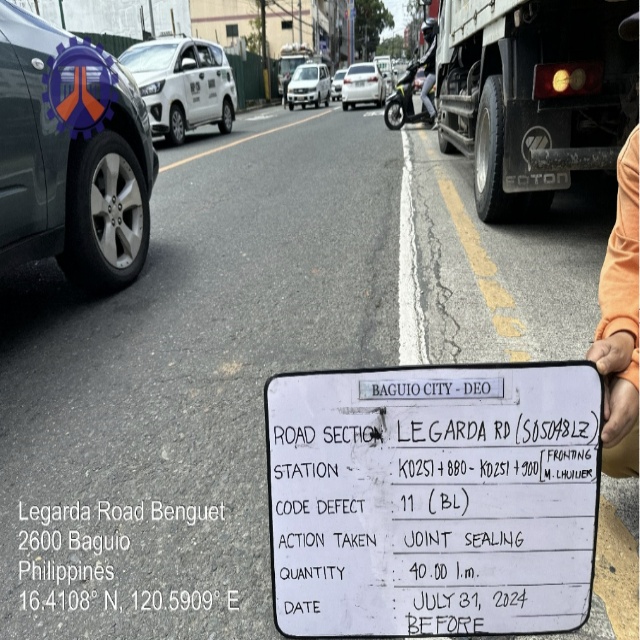 FOTON
BAGUIO CITY - DEO
ROAD SECTION LEGARDA RD (S05048LZ)
STATION : K0251 + 880 - K0251 + 900 [FRONTING M. LHUILIER]
CODE DEFECT : 11 (BL)
ACTION TAKEN : JOINT SEALING
QUANTITY : 40.00 l.m.
DATE : JULY 31, 2024
BEFORE
Legarda Road Benguet
2600 Baguio
Philippines
16.4108° N, 120.5909° E